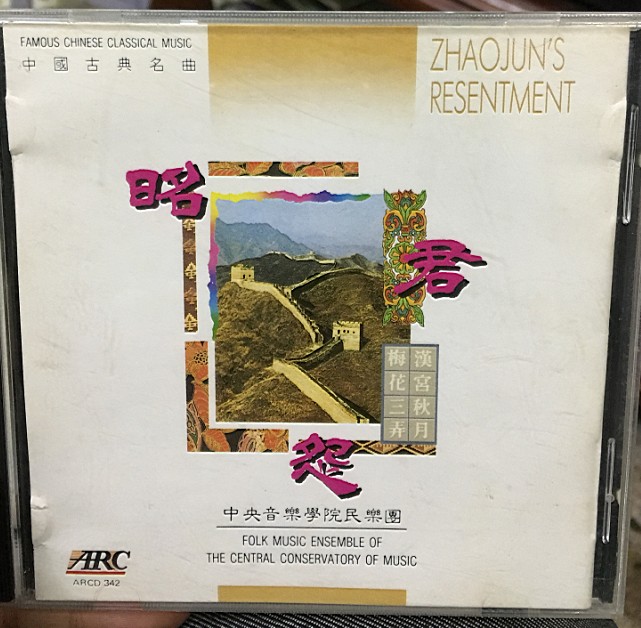 FAMOUS CHINESE CLASSICAL MUSIC
中國古典名曲
ZHAOJUN'S
RESENTMENT
昭
君
怨
漢宮秋月
梅花三弄
中央音樂學院民樂團
FOLK MUSIC ENSEMBLE OF
THE CENTRAL CONSERVATORY OF MUSIC
ARC
ARCD 342